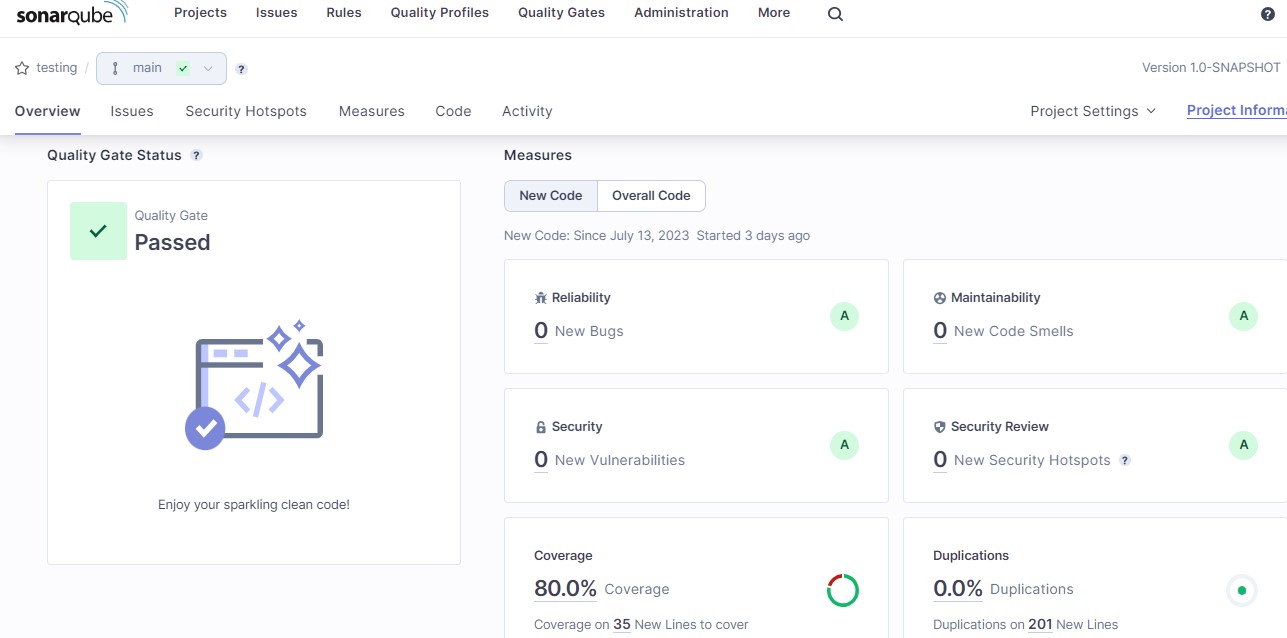 sonarqube
Projects Issues Rules Quality Profiles Quality Gates Administration More
?
testing / main ?
Version 1.0-SNAPSHOT
Overview Issues Security Hotspots Measures Code Activity
Project Settings Project Informa
Quality Gate Status ?
Quality Gate
Passed
</>
Enjoy your sparkling clean code!
Measures
New Code Overall Code
New Code: Since July 13, 2023 Started 3 days ago
Reliability
0 New Bugs
A
Maintainability
0 New Code Smells
A
Security
0 New Vulnerabilities
A
Security Review
0 New Security Hotspots ?
A
Coverage
80.0% Coverage
Coverage on 35 New Lines to cover
Duplications
0.0% Duplications
Duplications on 201 New Lines